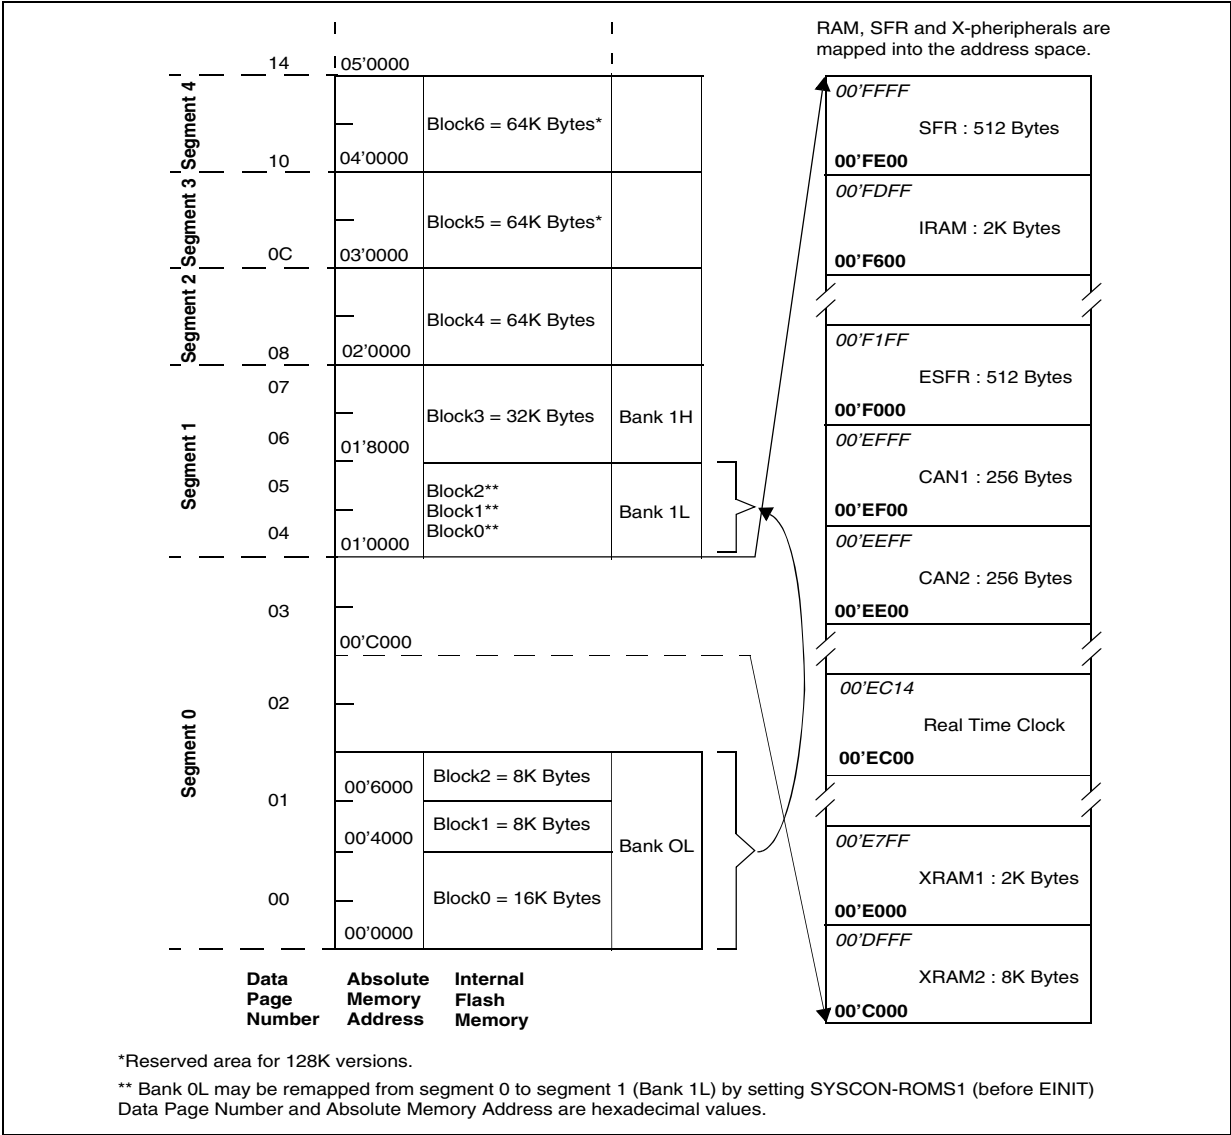 RAM, SFR and X-pheripherals are
mapped into the address space.
14 05'0000
Segment 4
Block6 = 64K Bytes*
10 04'0000
Segment 3
Block5 = 64K Bytes*
0C 03'0000
Segment 2
Block4 = 64K Bytes
08 02'0000
Segment 1
07
Block3 = 32K Bytes Bank 1H
06 01'8000
05
Block2**
Block1**
Block0**
Bank 1L
04 01'0000
Segment 0
03
00'C000
02
Block2 = 8K Bytes
00'6000
01
Block1 = 8K Bytes
00'4000
Bank OL
00
Block0 = 16K Bytes
00'0000
Data
Page
Number
Absolute
Memory
Address
Internal
Flash
Memory
00'FFFF
SFR : 512 Bytes
00'FE00
00'FDFF
IRAM : 2K Bytes
00'F600
00'F1FF
ESFR : 512 Bytes
00'F000
00'EFFF
CAN1 : 256 Bytes
00'EF00
00'EEFF
CAN2 : 256 Bytes
00'EE00
00'EC14
Real Time Clock
00'EC00
00'E7FF
XRAM1 : 2K Bytes
00'E000
00'DFFF
XRAM2 : 8K Bytes
00'C000
*Reserved area for 128K versions.
** Bank 0L may be remapped from segment 0 to segment 1 (Bank 1L) by setting SYSCON-ROMS1 (before EINIT)
Data Page Number and Absolute Memory Address are hexadecimal values.